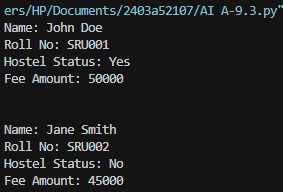 ers/HP/Documents/2403a52107/AI A-9.3.py"
Name: John Doe
Roll No: SRU001
Hostel Status: Yes
Fee Amount: 50000
Name: Jane Smith
Roll No: SRU002
Hostel Status: No
Fee Amount: 45000